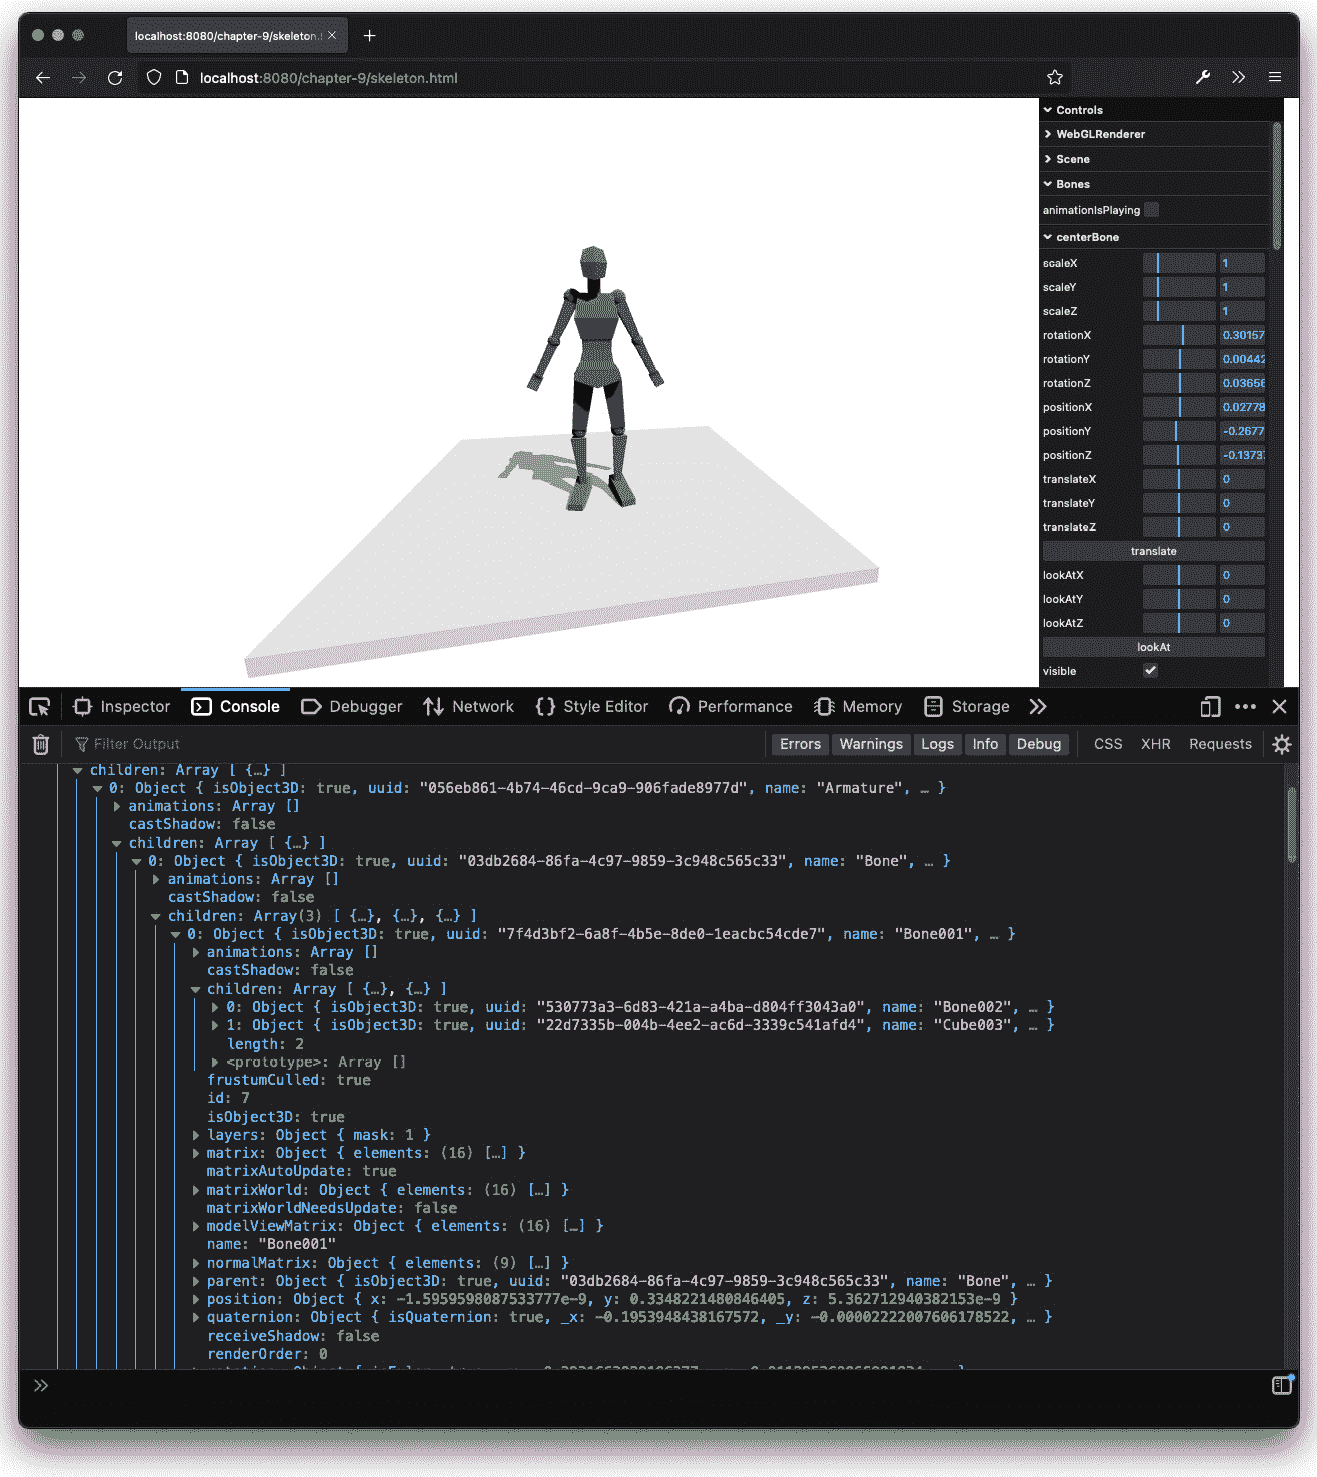 localhost:8080/chapter-9/skeleton.
localhost:8080/chapter-9/skeleton.html
Controls
WebGLRenderer
Scene
Bones
animationIsPlaying
centerBone
scaleX 1
scaleY 1
scaleZ 1
rotationX 0.30157
rotationY 0.00442
rotationZ 0.03656
positionX 0.02778
positionY -0.2677
positionZ -0.1373
translateX 0
translateY 0
translateZ 0
translate
lookAtX 0
lookAtY 0
lookAtZ 0
lookAt
visible
Inspector Console Debugger Network {} Style Editor Performance Memory Storage
Filter Output Errors Warnings Logs Info Debug CSS XHR Requests
children: Array [ {…} ]
0: Object { isObject3D: true, uuid: "056eb861-4b74-46cd-9ca9-906fade8977d", name: "Armature", … }
animations: Array []
castShadow: false
children: Array [ {…} ]
0: Object { isObject3D: true, uuid: "03db2684-86fa-4c97-9859-3c948c565c33", name: "Bone", … }
animations: Array []
castShadow: false
children: Array(3) [ {…}, {…}, {…} ]
0: Object { isObject3D: true, uuid: "7f4d3bf2-6a8f-4b5e-8de0-1eacbc54cde7", name: "Bone001", … }
animations: Array []
castShadow: false
children: Array [ {…}, {…} ]
0: Object { isObject3D: true, uuid: "530773a3-6d83-421a-a4ba-d804ff3043a0", name: "Bone002", … }
1: Object { isObject3D: true, uuid: "22d7335b-004b-4ee2-ac6d-3339c541afd4", name: "Cube003", … }
length: 2
<prototype>: Array []
frustumCulled: true
id: 7
isObject3D: true
layers: Object { mask: 1 }
matrix: Object { elements: (16) […] }
matrixAutoUpdate: true
matrixWorld: Object { elements: (16) […] }
matrixWorldNeedsUpdate: false
modelViewMatrix: Object { elements: (16) […] }
name: "Bone001"
normalMatrix: Object { elements: (9) […] }
parent: Object { isObject3D: true, uuid: "03db2684-86fa-4c97-9859-3c948c565c33", name: "Bone", … }
position: Object { x: -1.5959598087533777e-9, y: 0.3348221480846405, z: 5.362712940382153e-9 }
quaternion: Object { isQuaternion: true, _x: -0.1953948438167572, _y: -0.00002222007606178522, … }
receiveShadow: false
renderOrder: 0